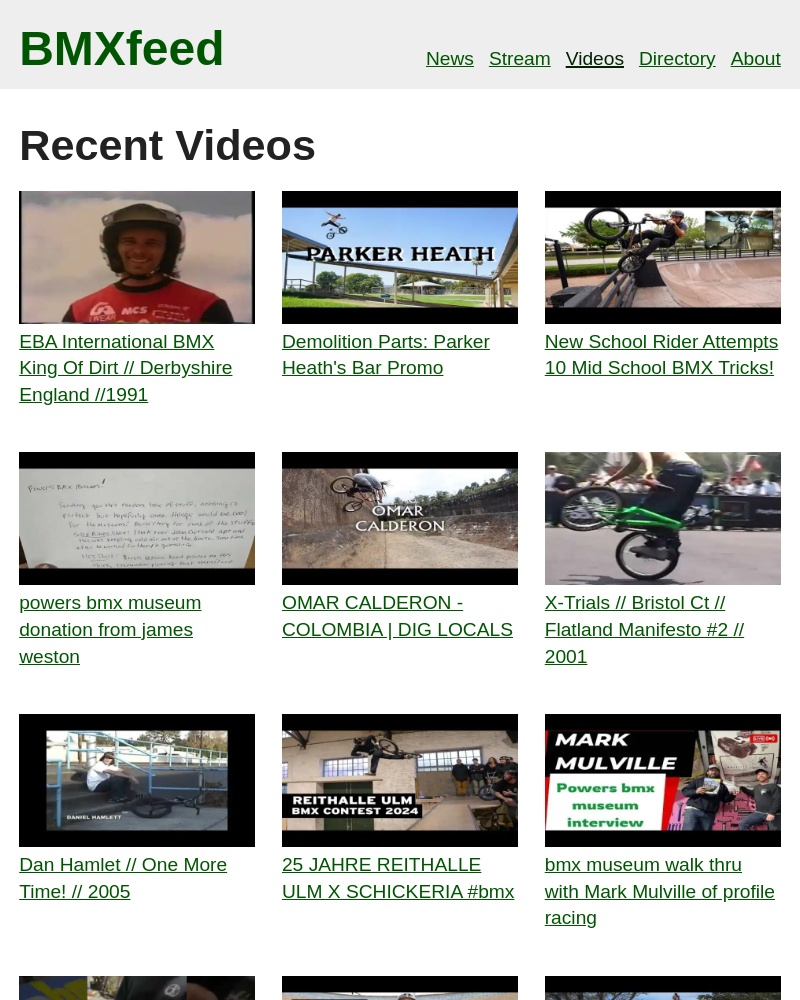 BMXfeed
News Stream Videos Directory About
Recent Videos
NCS
PARKER HEATH
EBA International BMX
King Of Dirt // Derbyshire
England //1991
Demolition Parts: Parker
Heath's Bar Promo
New School Rider Attempts
10 Mid School BMX Tricks!
OMAR
CALDERON
powers bmx museum
donation from james
weston
OMAR CALDERON -
COLOMBIA | DIG LOCALS
X-Trials // Bristol Ct //
Flatland Manifesto #2 //
2001
DANIEL HAMLETT
REITHALLE ULM
BMX CONTEST 2024
MARK
MULVILLE
Powers bmx
museum
interview
Dan Hamlet // One More
Time! // 2005
25 JAHRE REITHALLE
ULM X SCHICKERIA #bmx
bmx museum walk thru
with Mark Mulville of profile
racing